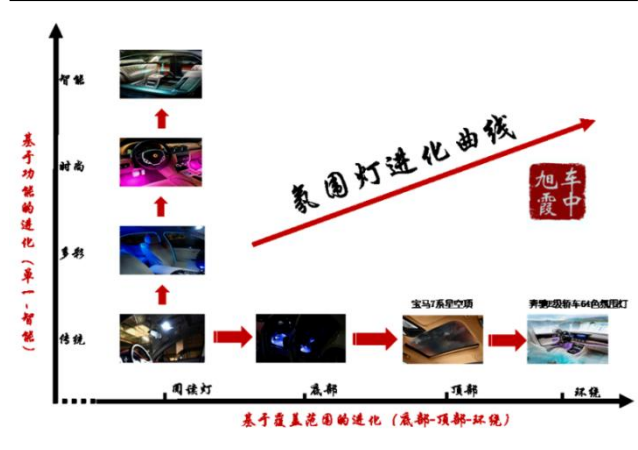 智能
时尚
多彩
传统
基于功能的进化（单一-智能）
氛围灯进化曲线
旭车
霞中
宝马7系星空顶
奔驰E级轿车64色氛围灯
阅读灯
底部
顶部
环绕
基于覆盖范围的进化（底部-顶部-环绕）